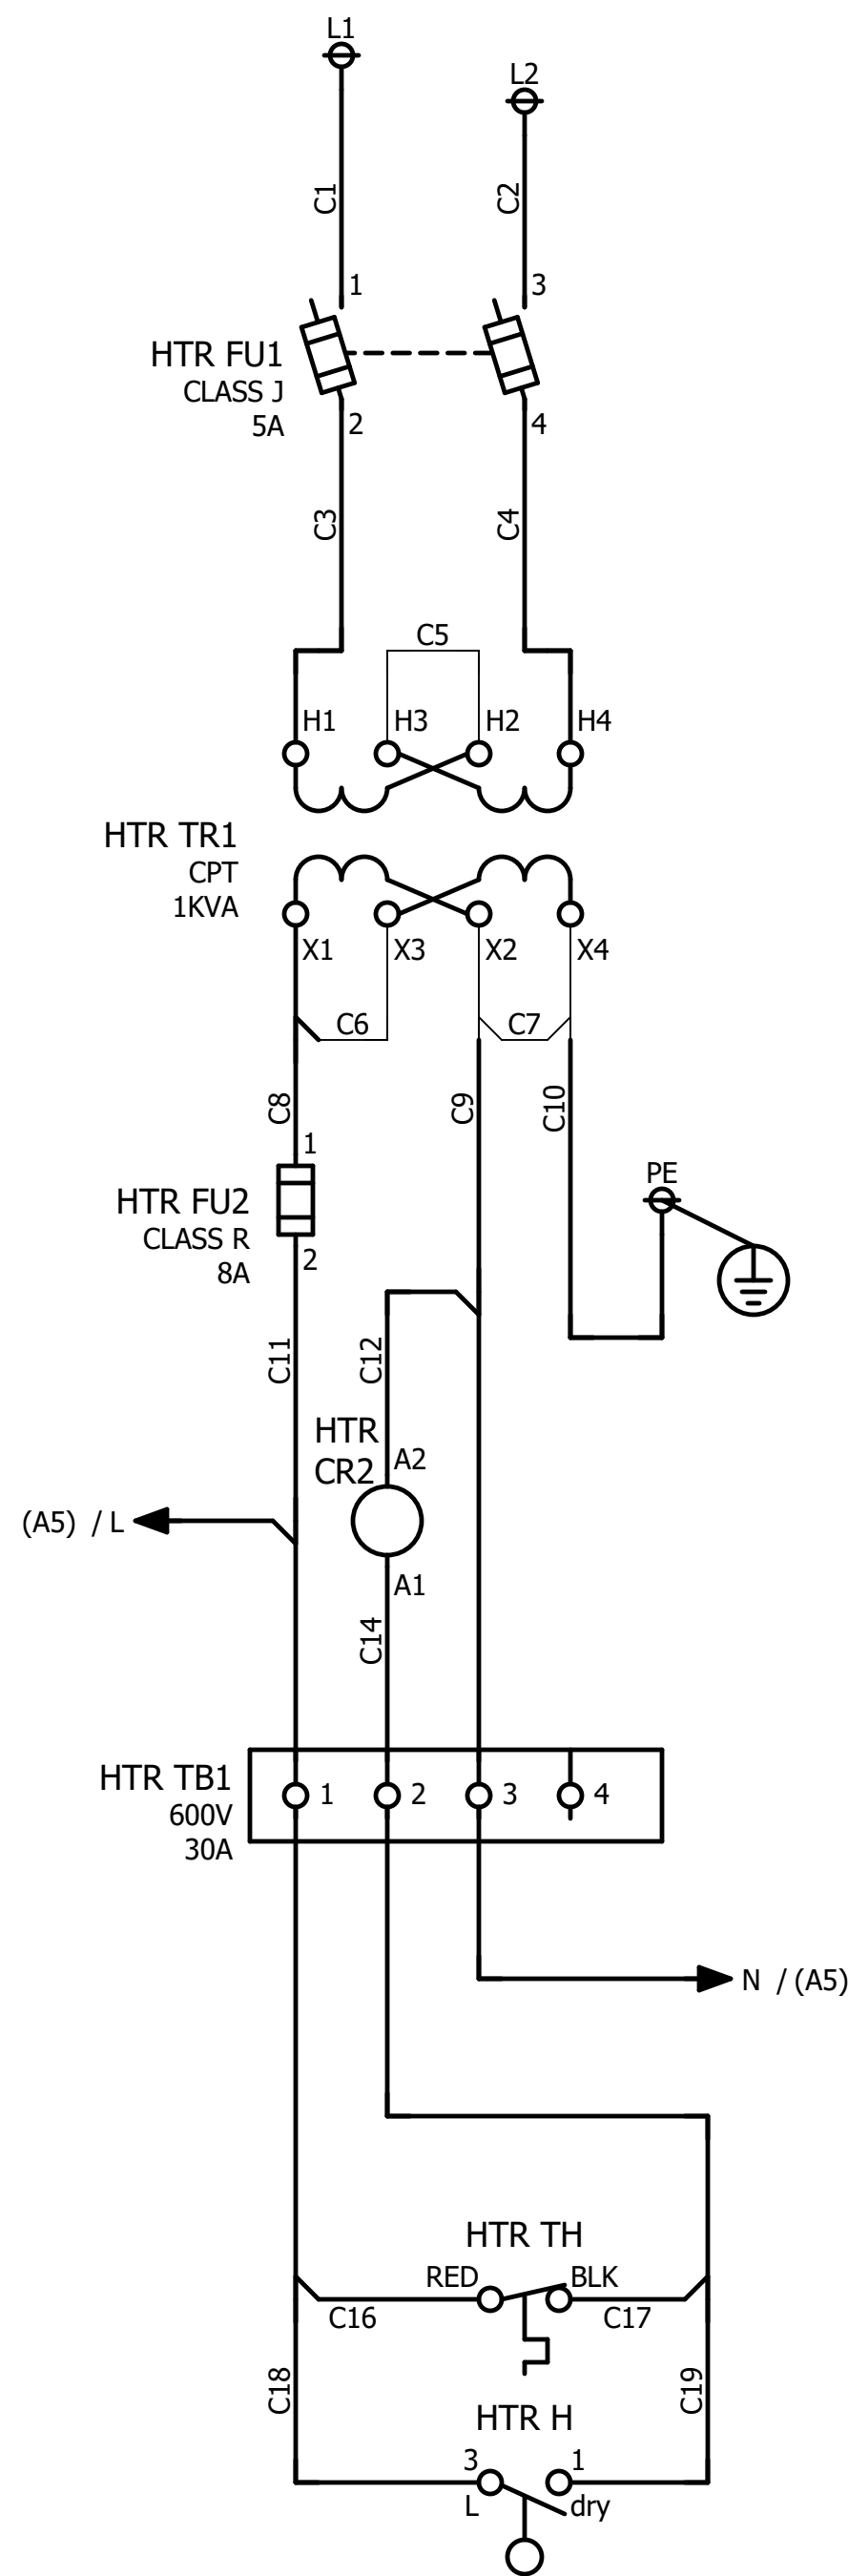 L1
L2
C1
C2
1
3
HTR FU1
CLASS J
5A
2
4
C3
C4
C5
H1
H3
H2
H4
HTR TR1
CPT
1KVA
X1
X3
X2
X4
C6
C7
C8
C9
C10
1
PE
HTR FU2
CLASS R
8A
2
C11
C12
HTR
CR2
A2
(A5) / L
A1
C14
HTR TB1
600V
30A
1
2
3
4
N / (A5)
HTR TH
RED
BLK
C16
C17
C18
C19
HTR H
3
1
L
dry